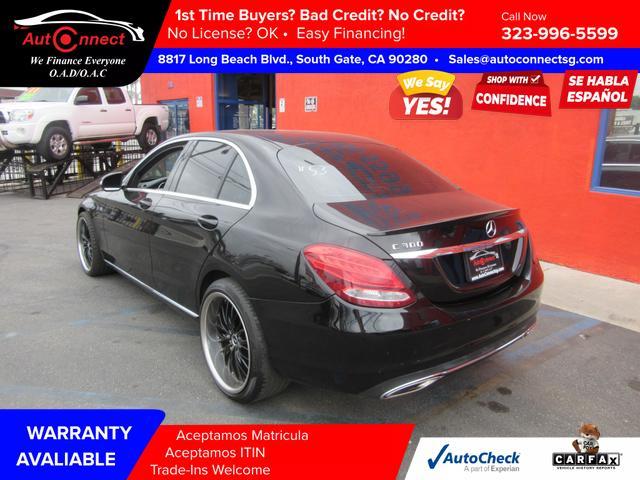 AutoConnect
We Finance Everyone
O.A.D/O.A.C
1st Time Buyers? Bad Credit? No Credit?
No License? OK • Easy Financing!
Call Now
323-996-5599
8817 Long Beach Blvd., South Gate, CA 90280 • Sales@autoconnectsg.com
We Say
YES!
SHOP WITH
CONFIDENCE
SE HABLA
ESPAÑOL
#53
C 300
WARRANTY
AVALIABLE
Aceptamos Matricula
Aceptamos ITIN
Trade-Ins Welcome
AutoCheck
A part of Experian
CARFAX
VEHICLE HISTORY REPORTS